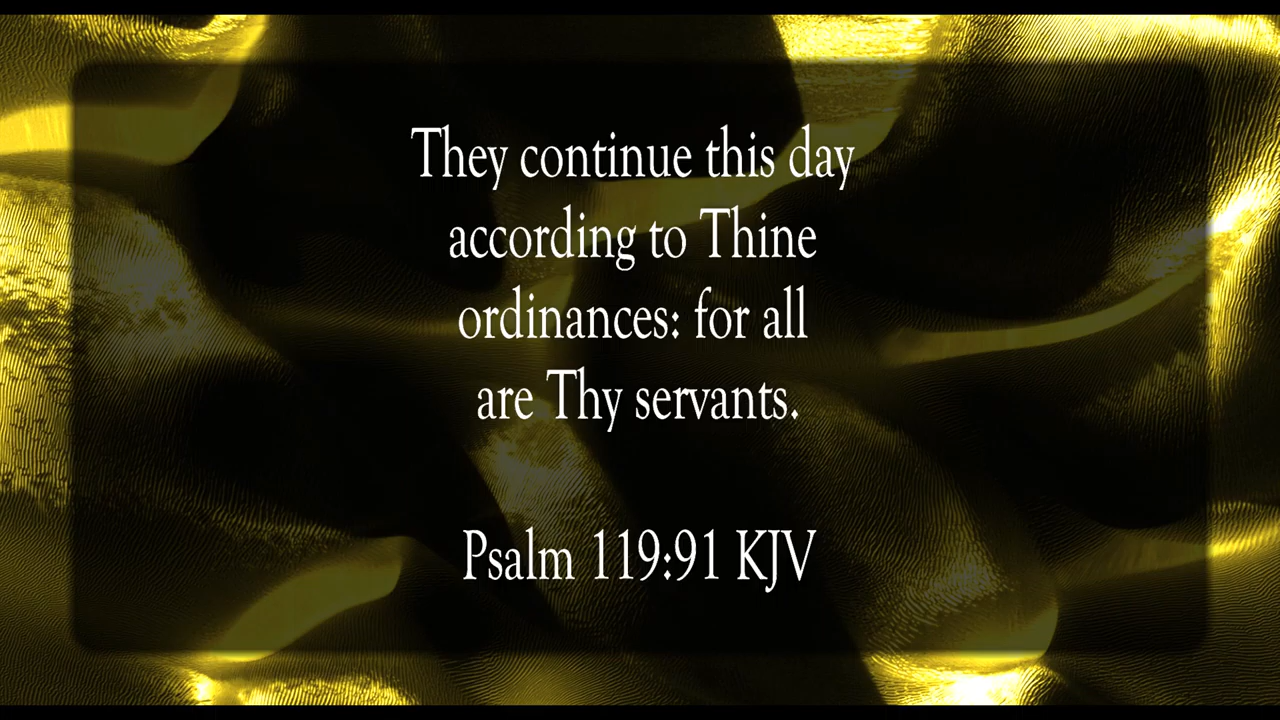 They continue this day
according to Thine
ordinances: for all
are Thy servants.
Psalm 119:91 KJV